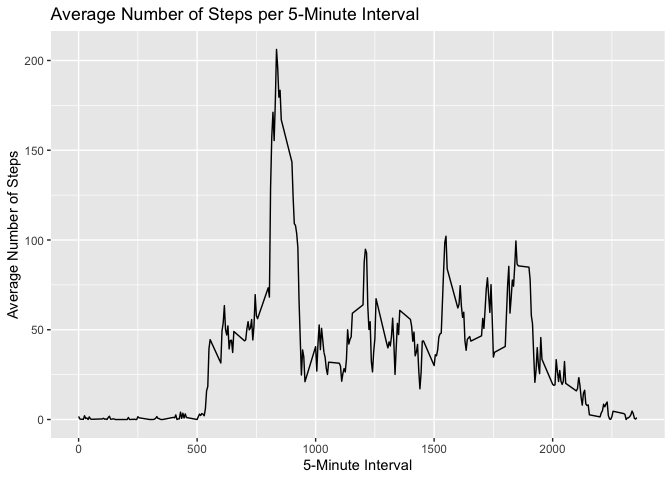 Average Number of Steps per 5-Minute Interval
Average Number of Steps
200
150
100
50
0
0 500 1000 1500 2000
5-Minute Interval